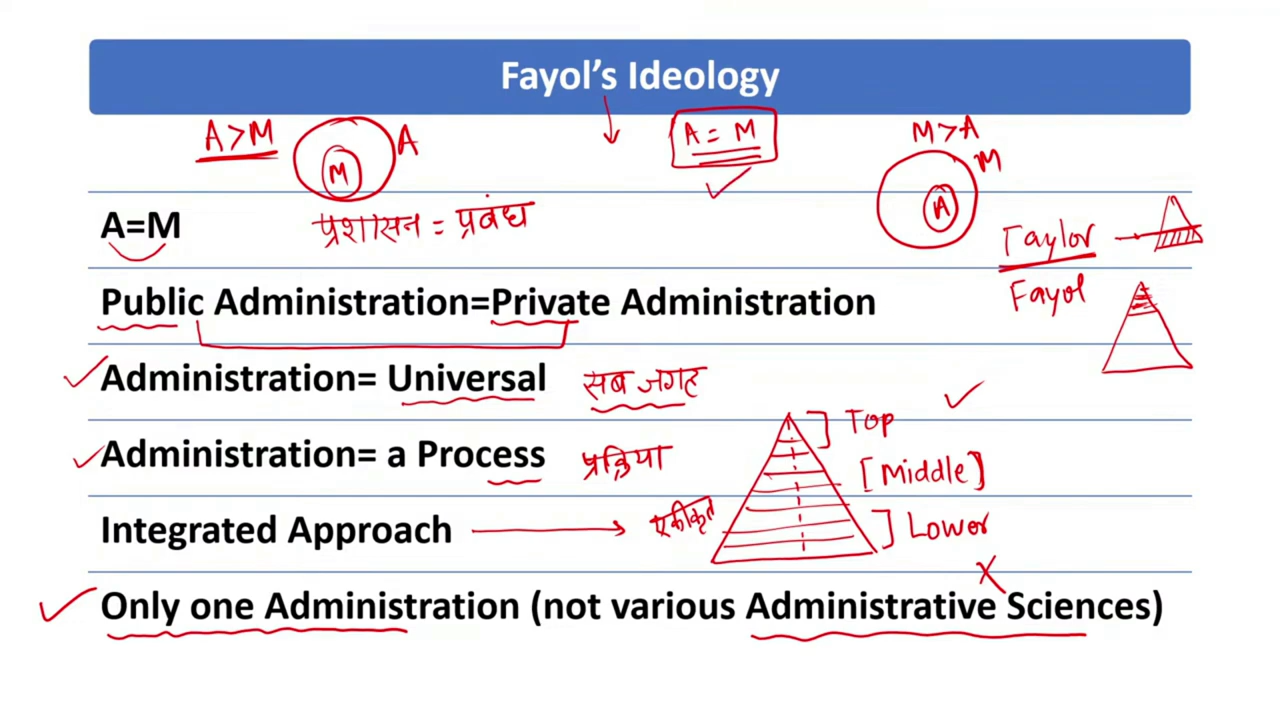 Fayol's Ideology
A>M
M
A
A = M
M>A
M
A
A=M
प्रशासन = प्रबंध
Taylor
Fayol
Public Administration=Private Administration
Administration= Universal
सब जगह
Administration= a Process
प्रक्रिया
Top
[Middle]
Integrated Approach
एकीकृत
Lower
X
Only one Administration (not various Administrative Sciences)